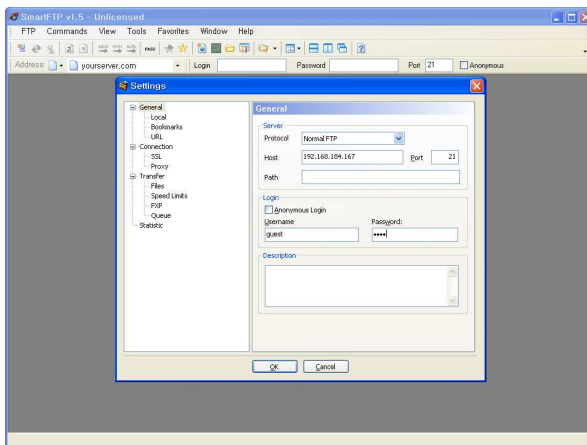 SmartFTP v1.5 - Unlicensed
FTP Commands View Tools Favorites Window Help
Address yourserver.com Login Password Port 21 Anonymous
Settings
General
Local
Bookmarks
URL
Connection
SSL
Proxy
Transfer
Files
Speed Limits
FXP
Queue
Statistic
General
Server
Protocol Normal FTP
Host 192.168.184.167 Port 21
Path
Login
Anonymous Login
Username Password:
guest ••••
Description
OK Cancel